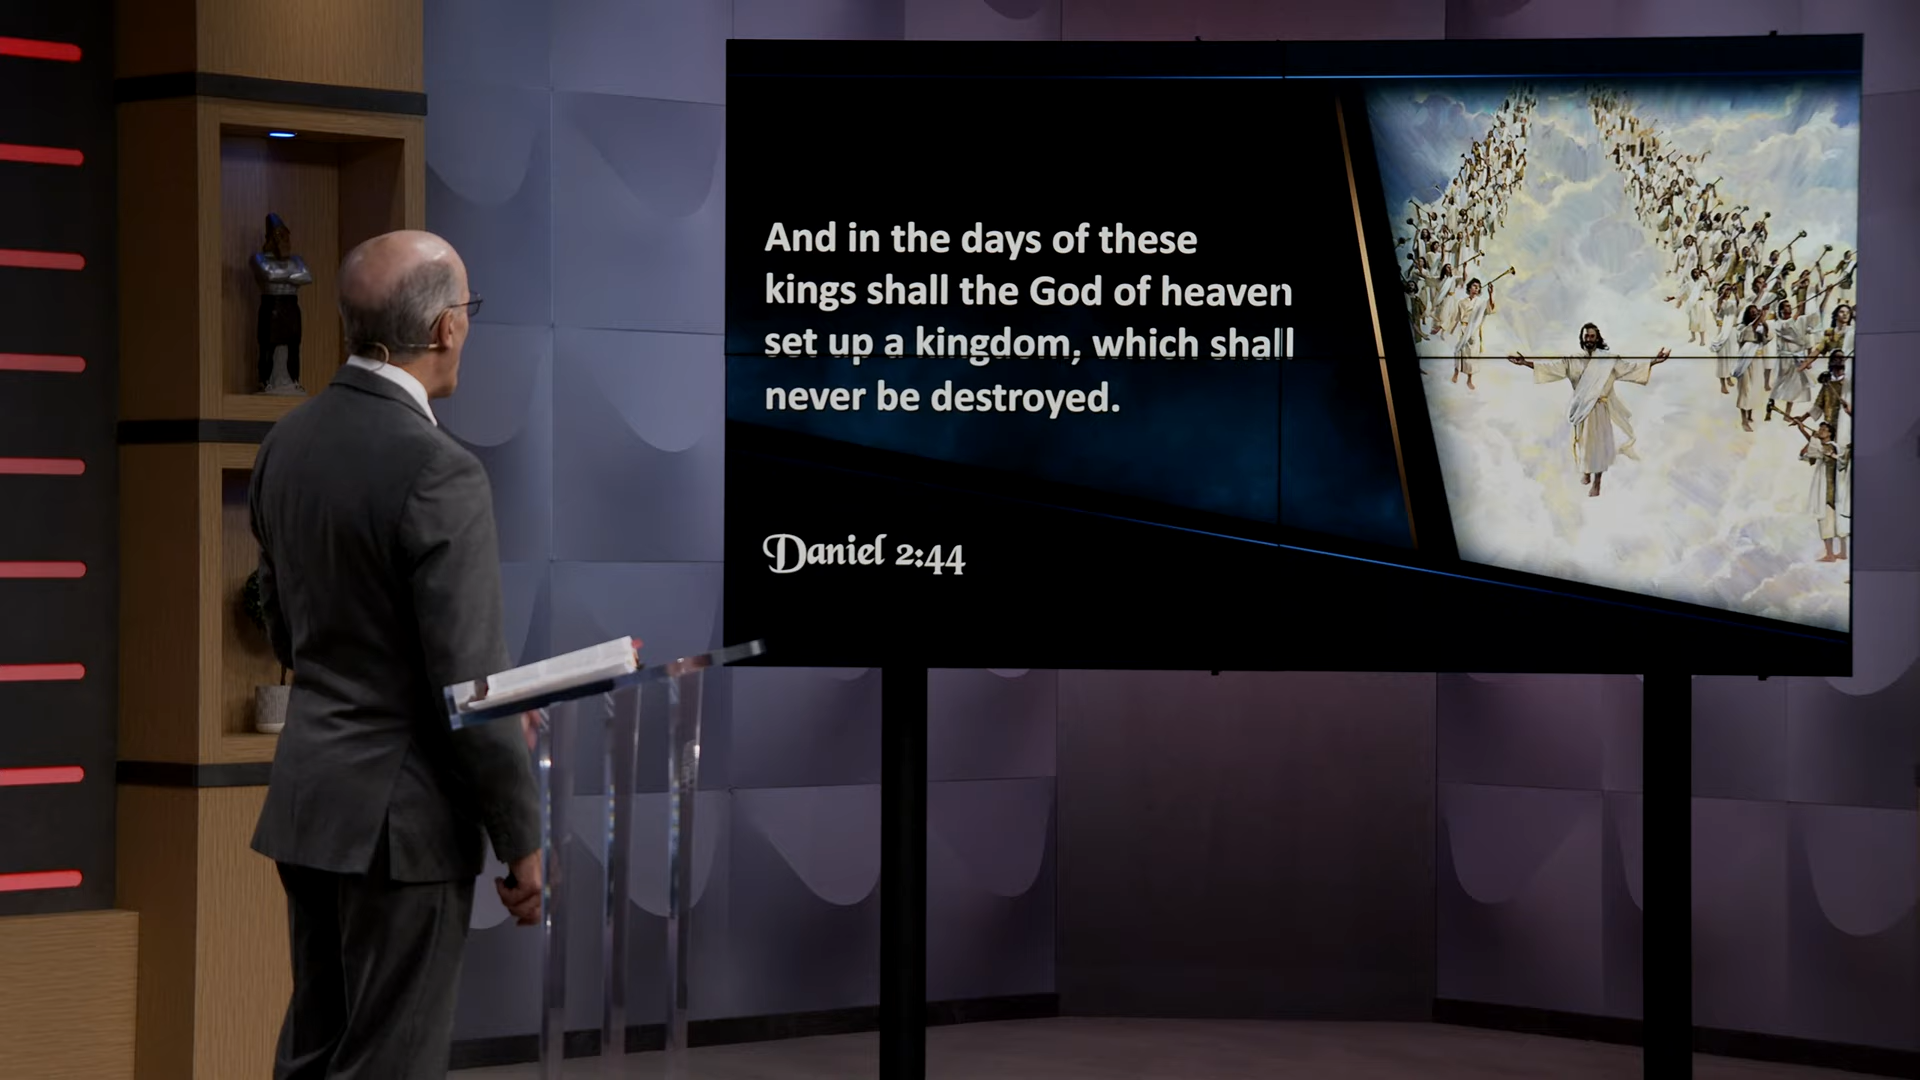 And in the days of these
kings shall the God of heaven
set up a kingdom, which shall
never be destroyed.
Daniel 2:44